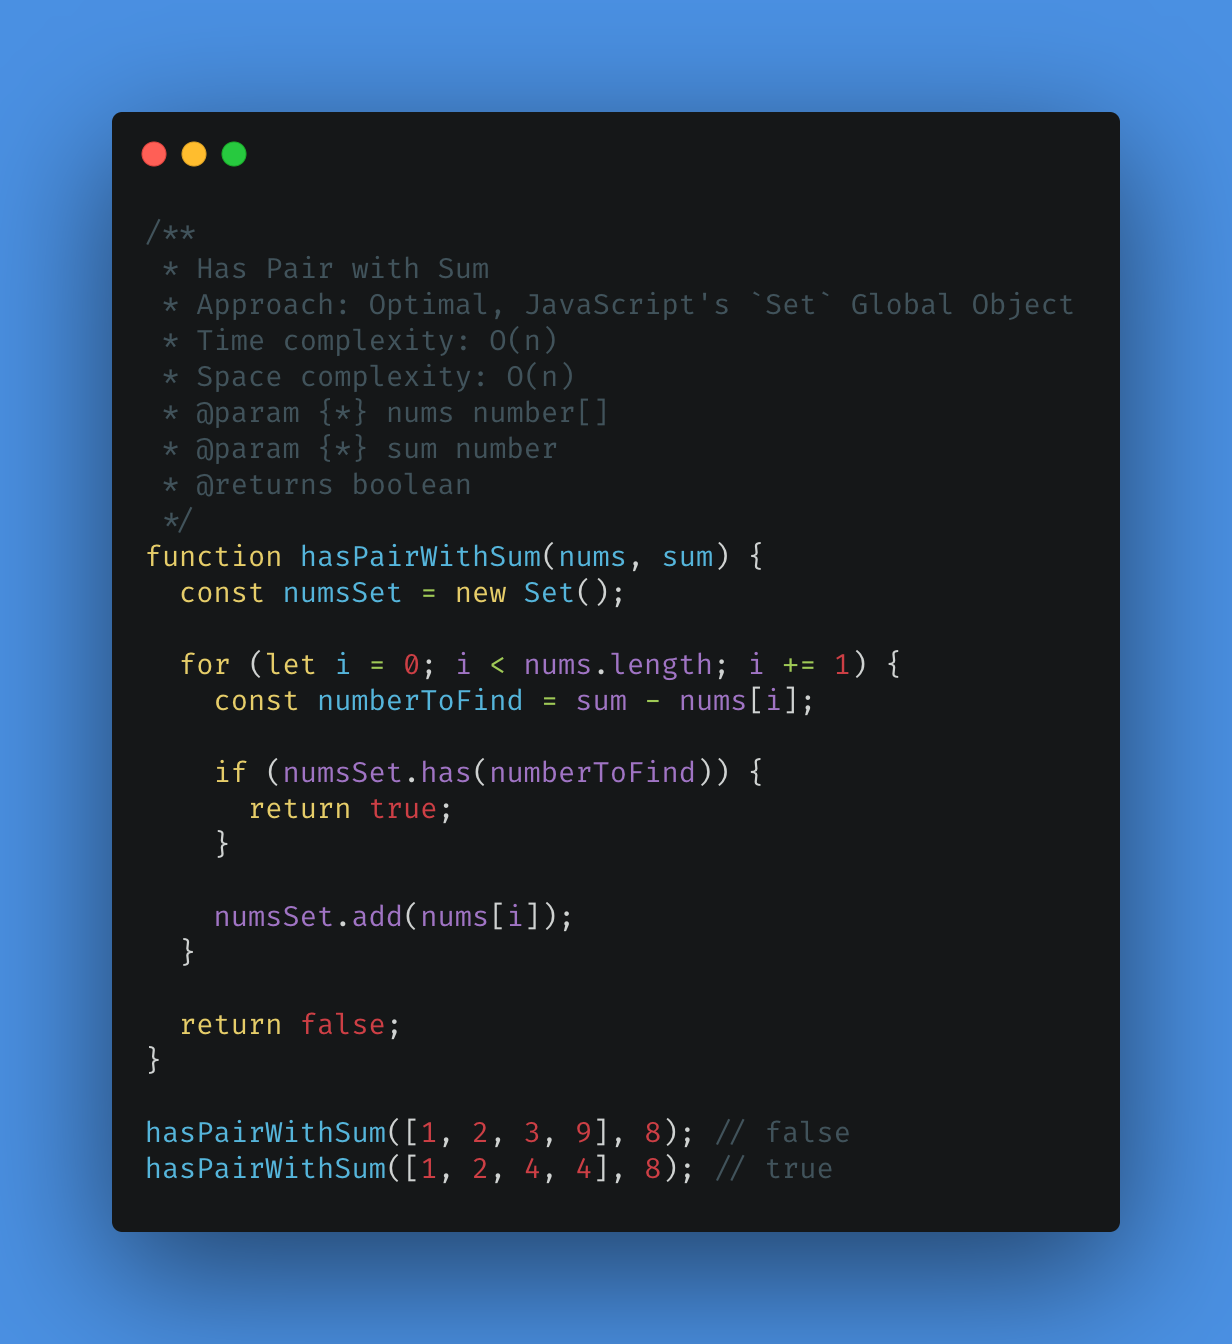 /**
 * Has Pair with Sum
 * Approach: Optimal, JavaScript's `Set` Global Object
 * Time complexity: O(n)
 * Space complexity: O(n)
 * @param {*} nums number[]
 * @param {*} sum number
 * @returns boolean
 */
function hasPairWithSum(nums, sum) {
  const numsSet = new Set();

  for (let i = 0; i < nums.length; i += 1) {
    const numberToFind = sum - nums[i];

    if (numsSet.has(numberToFind)) {
      return true;
    }

    numsSet.add(nums[i]);
  }

  return false;
}

hasPairWithSum([1, 2, 3, 9], 8); // false
hasPairWithSum([1, 2, 4, 4], 8); // true